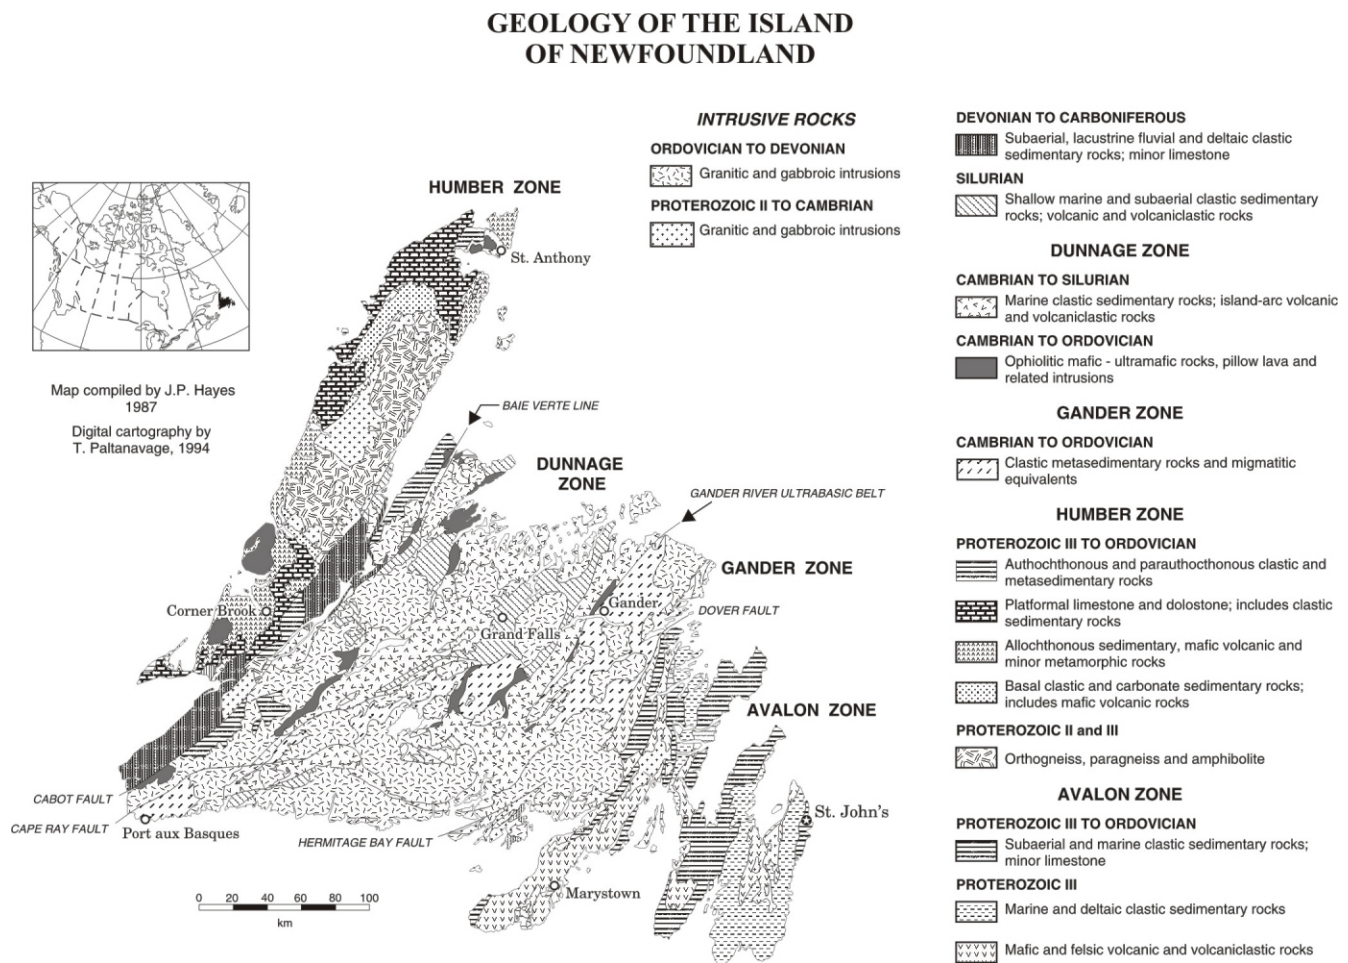 GEOLOGY OF THE ISLAND
OF NEWFOUNDLAND
Map compiled by J.P. Hayes
1987
Digital cartography by
T. Paltanavage, 1994
HUMBER ZONE
St. Anthony
BAIE VERTE LINE
DUNNAGE
ZONE
GANDER RIVER ULTRABASIC BELT
GANDER ZONE
Corner Brook
Gander
DOVER FAULT
Grand Falls
AVALON ZONE
CABOT FAULT
CAPE RAY FAULT
Port aux Basques
HERMITAGE BAY FAULT
St. John's
Marystown
0 20 40 60 80 100
km
INTRUSIVE ROCKS
ORDOVICIAN TO DEVONIAN
Granitic and gabbroic intrusions
PROTEROZOIC II TO CAMBRIAN
Granitic and gabbroic intrusions
DEVONIAN TO CARBONIFEROUS
Subaerial, lacustrine fluvial and deltaic clastic
sedimentary rocks; minor limestone
SILURIAN
Shallow marine and subaerial clastic sedimentary
rocks; volcanic and volcaniclastic rocks
DUNNAGE ZONE
CAMBRIAN TO SILURIAN
Marine clastic sedimentary rocks; island-arc volcanic
and volcaniclastic rocks
CAMBRIAN TO ORDOVICIAN
Ophiolitic mafic - ultramafic rocks, pillow lava and
related intrusions
GANDER ZONE
CAMBRIAN TO ORDOVICIAN
Clastic metasedimentary rocks and migmatitic
equivalents
HUMBER ZONE
PROTEROZOIC III TO ORDOVICIAN
Authochthonous and parauthocthonous clastic and
metasedimentary rocks
Platformal limestone and dolostone; includes clastic
sedimentary rocks
Allochthonous sedimentary, mafic volcanic and
minor metamorphic rocks
Basal clastic and carbonate sedimentary rocks;
includes mafic volcanic rocks
PROTEROZOIC II and III
Orthogneiss, paragneiss and amphibolite
AVALON ZONE
PROTEROZOIC III TO ORDOVICIAN
Subaerial and marine clastic sedimentary rocks;
minor limestone
PROTEROZOIC III
Marine and deltaic clastic sedimentary rocks
Mafic and felsic volcanic and volcaniclastic rocks